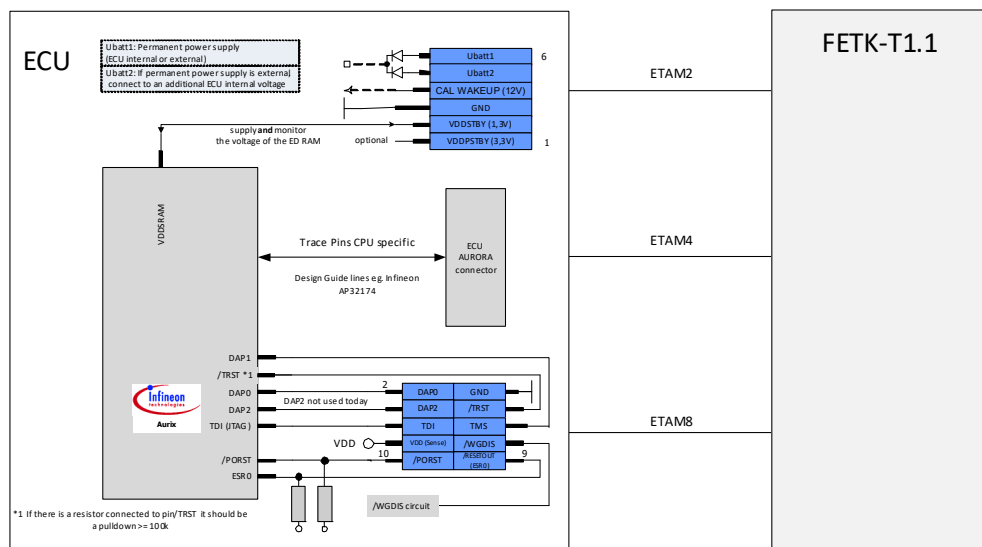 ECU
Ubatt1: Permanent power supply
(ECU internal or external)
Ubatt2: If permanent power supply is external,
connect to an additional ECU internal voltage
Ubatt1
6
Ubatt2
CAL WAKEUP (12V)
GND
VDDSTBY (1,3V)
VDDPSTBY (3,3V)
1
supply and monitor
the voltage of the ED RAM
optional
ETAM2
FETK-T1.1
VDDSRAM
Trace Pins CPU specific
Design Guide lines eg. Infineon
AP32174
ECU
AURORA
connector
ETAM4
DAP1
/TRST *1
DAP0
DAP2
TDI (JTAG)
/PORST
ESR0
Infineon
technologies
Aurix
DAP2 not used today
VDD
2
DAP0
GND
DAP2
/TRST
TDI
TMS
VDD (Sense)
/WGDIS
10
/PORST
/RESETOUT
(ESR0)
9
ETAM8
/WGDIS circuit
*1 If there is a resistor connected to pin/TRST it should be
a pulldown >= 100k